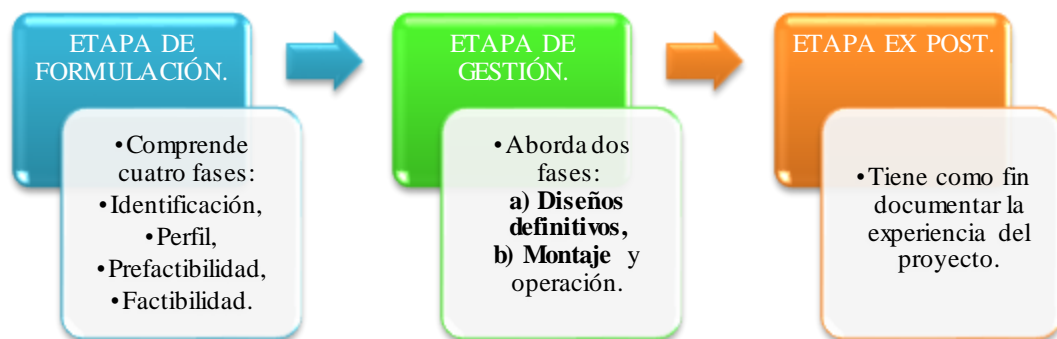 ETAPA DE
FORMULACIÓN.
•Comprende
cuatro fases:
•Identificación,
•Perfil,
•Prefactibilidad,
•Factibilidad.
ETAPA DE
GESTIÓN.
•Aborda dos
fases:
a) Diseños
definitivos,
b) Montaje y
operación.
ETAPA EX POST.
•Tiene como fin
documentar la
experiencia del
proyecto.